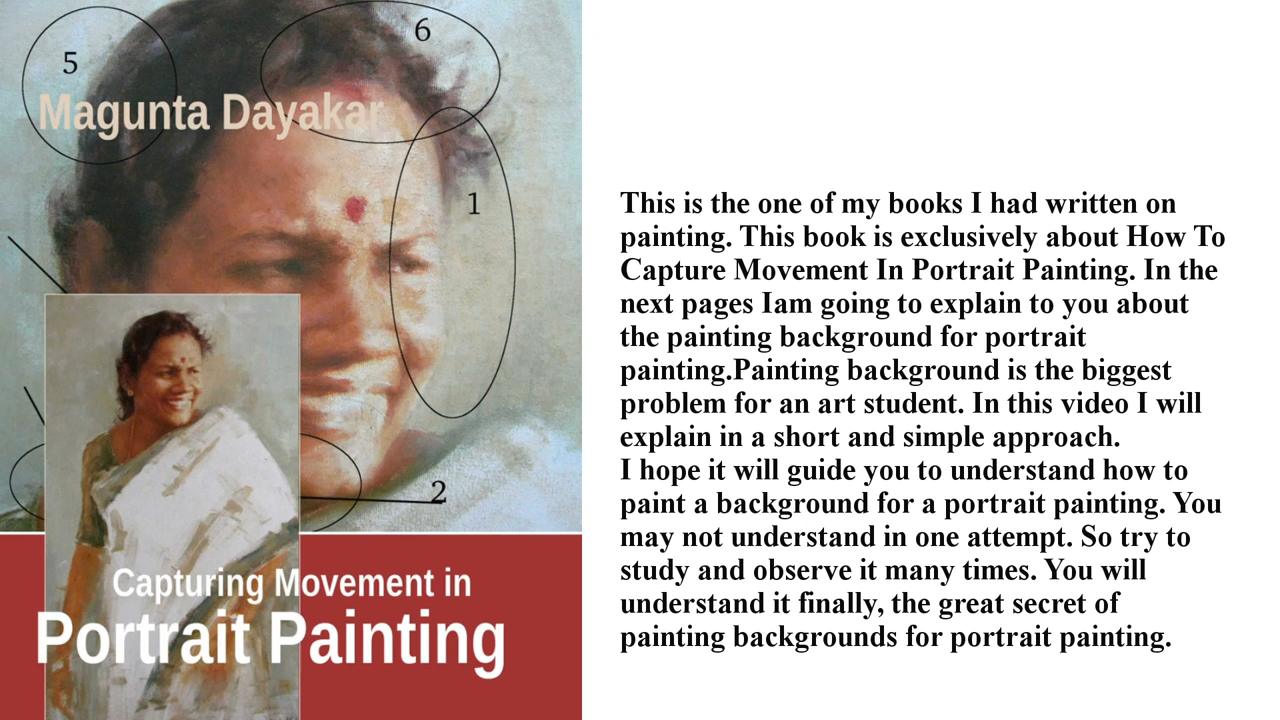 5
6
Magunta Dayakar
1
2
Capturing Movement in
Portrait Painting
This is the one of my books I had written on
painting. This book is exclusively about How To
Capture Movement In Portrait Painting. In the
next pages Iam going to explain to you about
the painting background for portrait
painting.Painting background is the biggest
problem for an art student. In this video I will
explain in a short and simple approach.
I hope it will guide you to understand how to
paint a background for a portrait painting. You
may not understand in one attempt. So try to
study and observe it many times. You will
understand it finally, the great secret of
painting backgrounds for portrait painting.